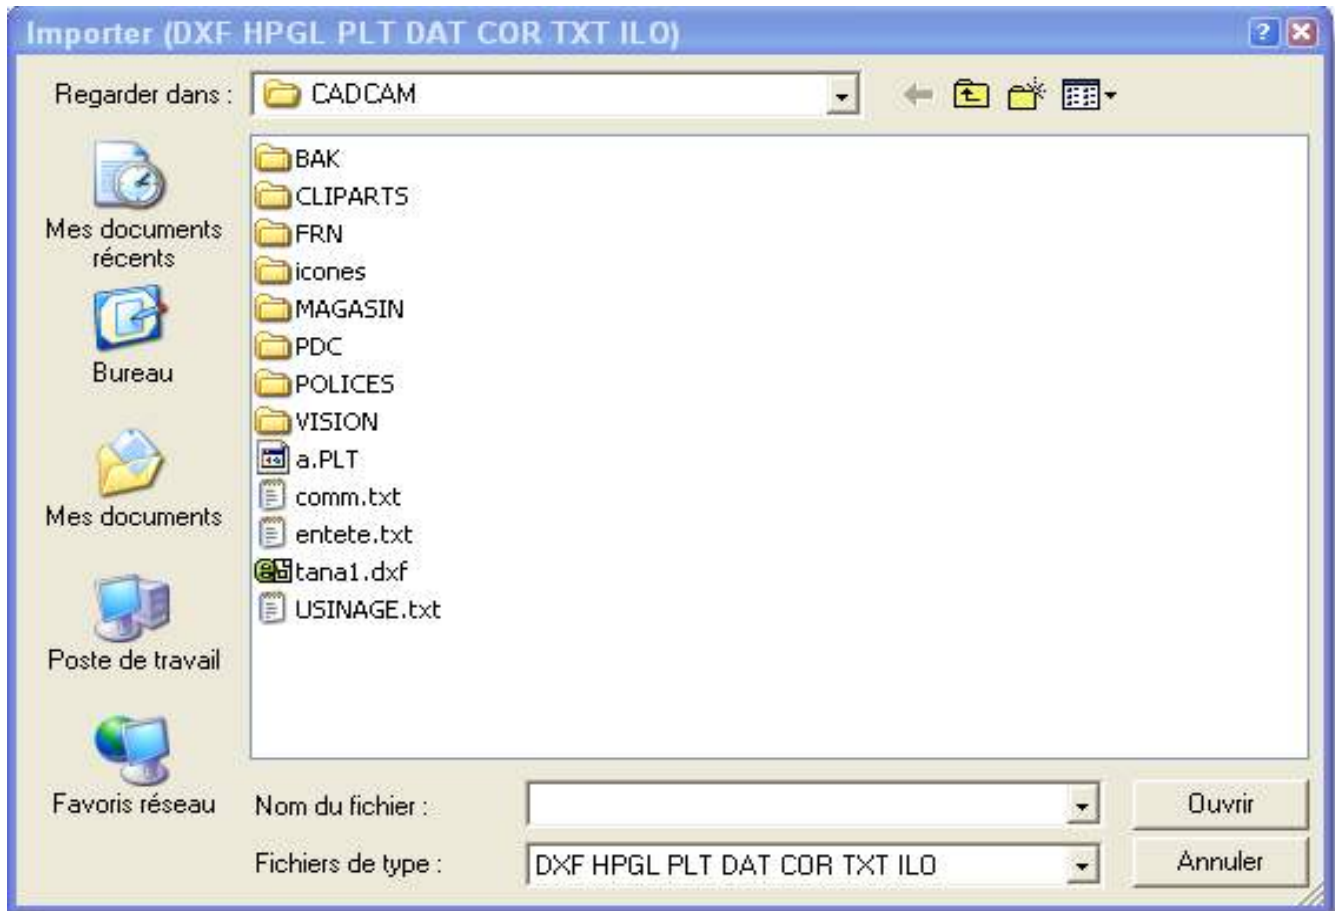 Importer (DXF HPGL PLT DAT COR TXT ILO)
Regarder dans :
CADCAM
Mes documents
récents
Bureau
Mes documents
Poste de travail
Favoris réseau
BAK
CLIPARTS
FRN
icones
MAGASIN
PDC
POLICES
VISION
a.PLT
comm.txt
entete.txt
tana1.dxf
USINAGE.txt
Nom du fichier :
Ouvrir
Fichiers de type :
DXF HPGL PLT DAT COR TXT ILO
Annuler